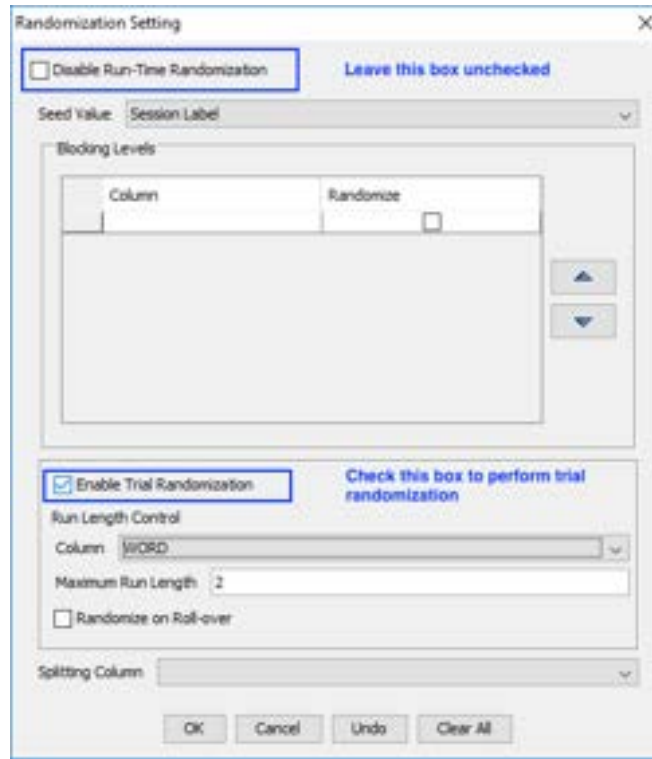 Randomization Setting
Disable Run-Time Randomization
Leave this box unchecked
Seed Value Session Label
Blocking Levels
Column Randomize
Enable Trial Randomization
Check this box to perform trial
randomization
Run Length Control
Column WORD
Maximum Run Length 2
Randomize on Roll-over
Splitting Column
OK Cancel Undo Clear All